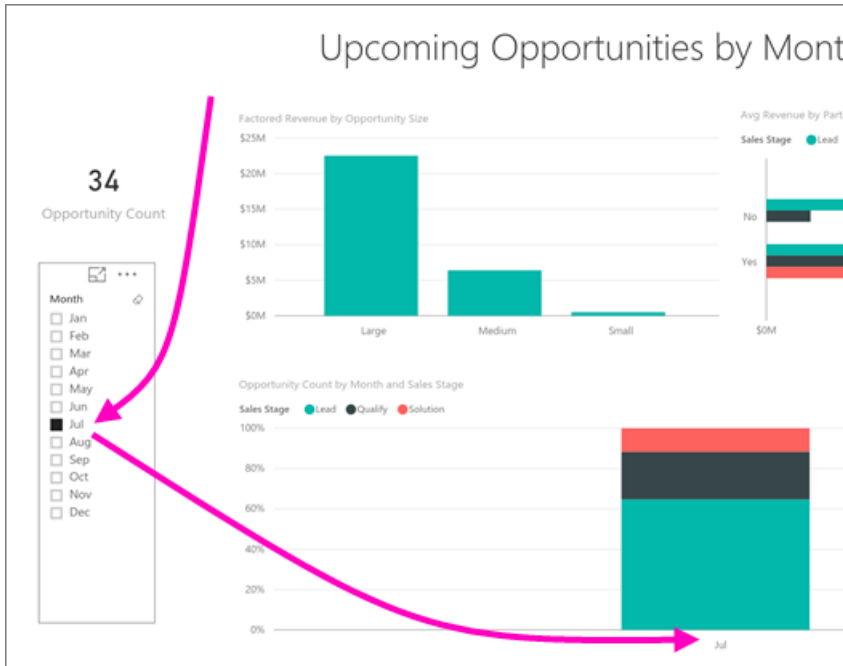 Upcoming Opportunities by Mont
34
Opportunity Count
Month
Jan
Feb
Mar
Apr
May
Jun
Jul
Aug
Sep
Oct
Nov
Dec
Factored Revenue by Opportunity Size
$25M
$20M
$15M
$10M
$5M
$0M
Large Medium Small
Avg Revenue by Part
Sales Stage Lead
No
Yes
$0M
Opportunity Count by Month and Sales Stage
Sales Stage Lead Qualify Solution
100%
80%
60%
40%
20%
0%
Jul